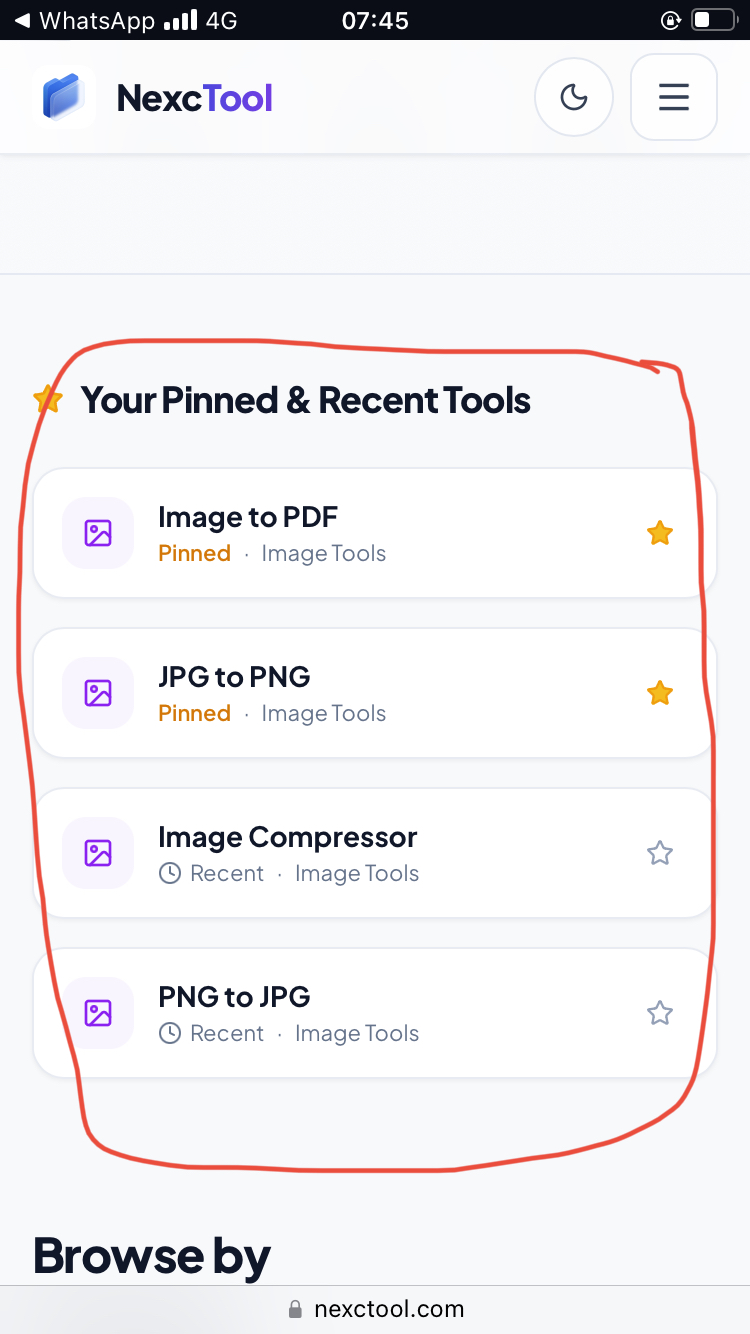 WhatsApp 4G 07:45
NexcTool
Your Pinned & Recent Tools
Image to PDF
Pinned · Image Tools
JPG to PNG
Pinned · Image Tools
Image Compressor
Recent · Image Tools
PNG to JPG
Recent · Image Tools
Browse by
nexctool.com